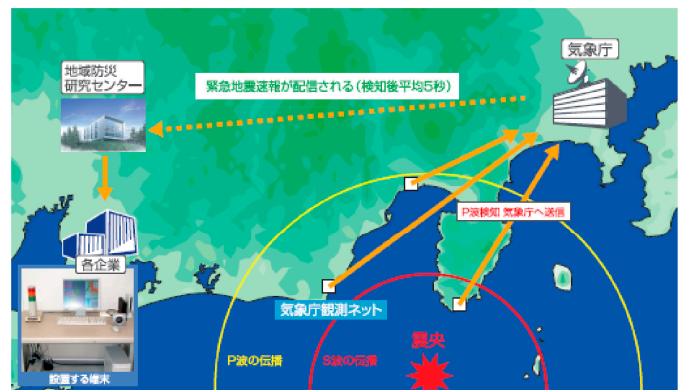 気象庁
地域防災
研究センター
緊急地震速報が配信される（検知後平均5秒）
P波検知 気象庁へ送信
各企業
気象庁観測ネット
震央
P波の伝播
S波の伝播
設置する端末